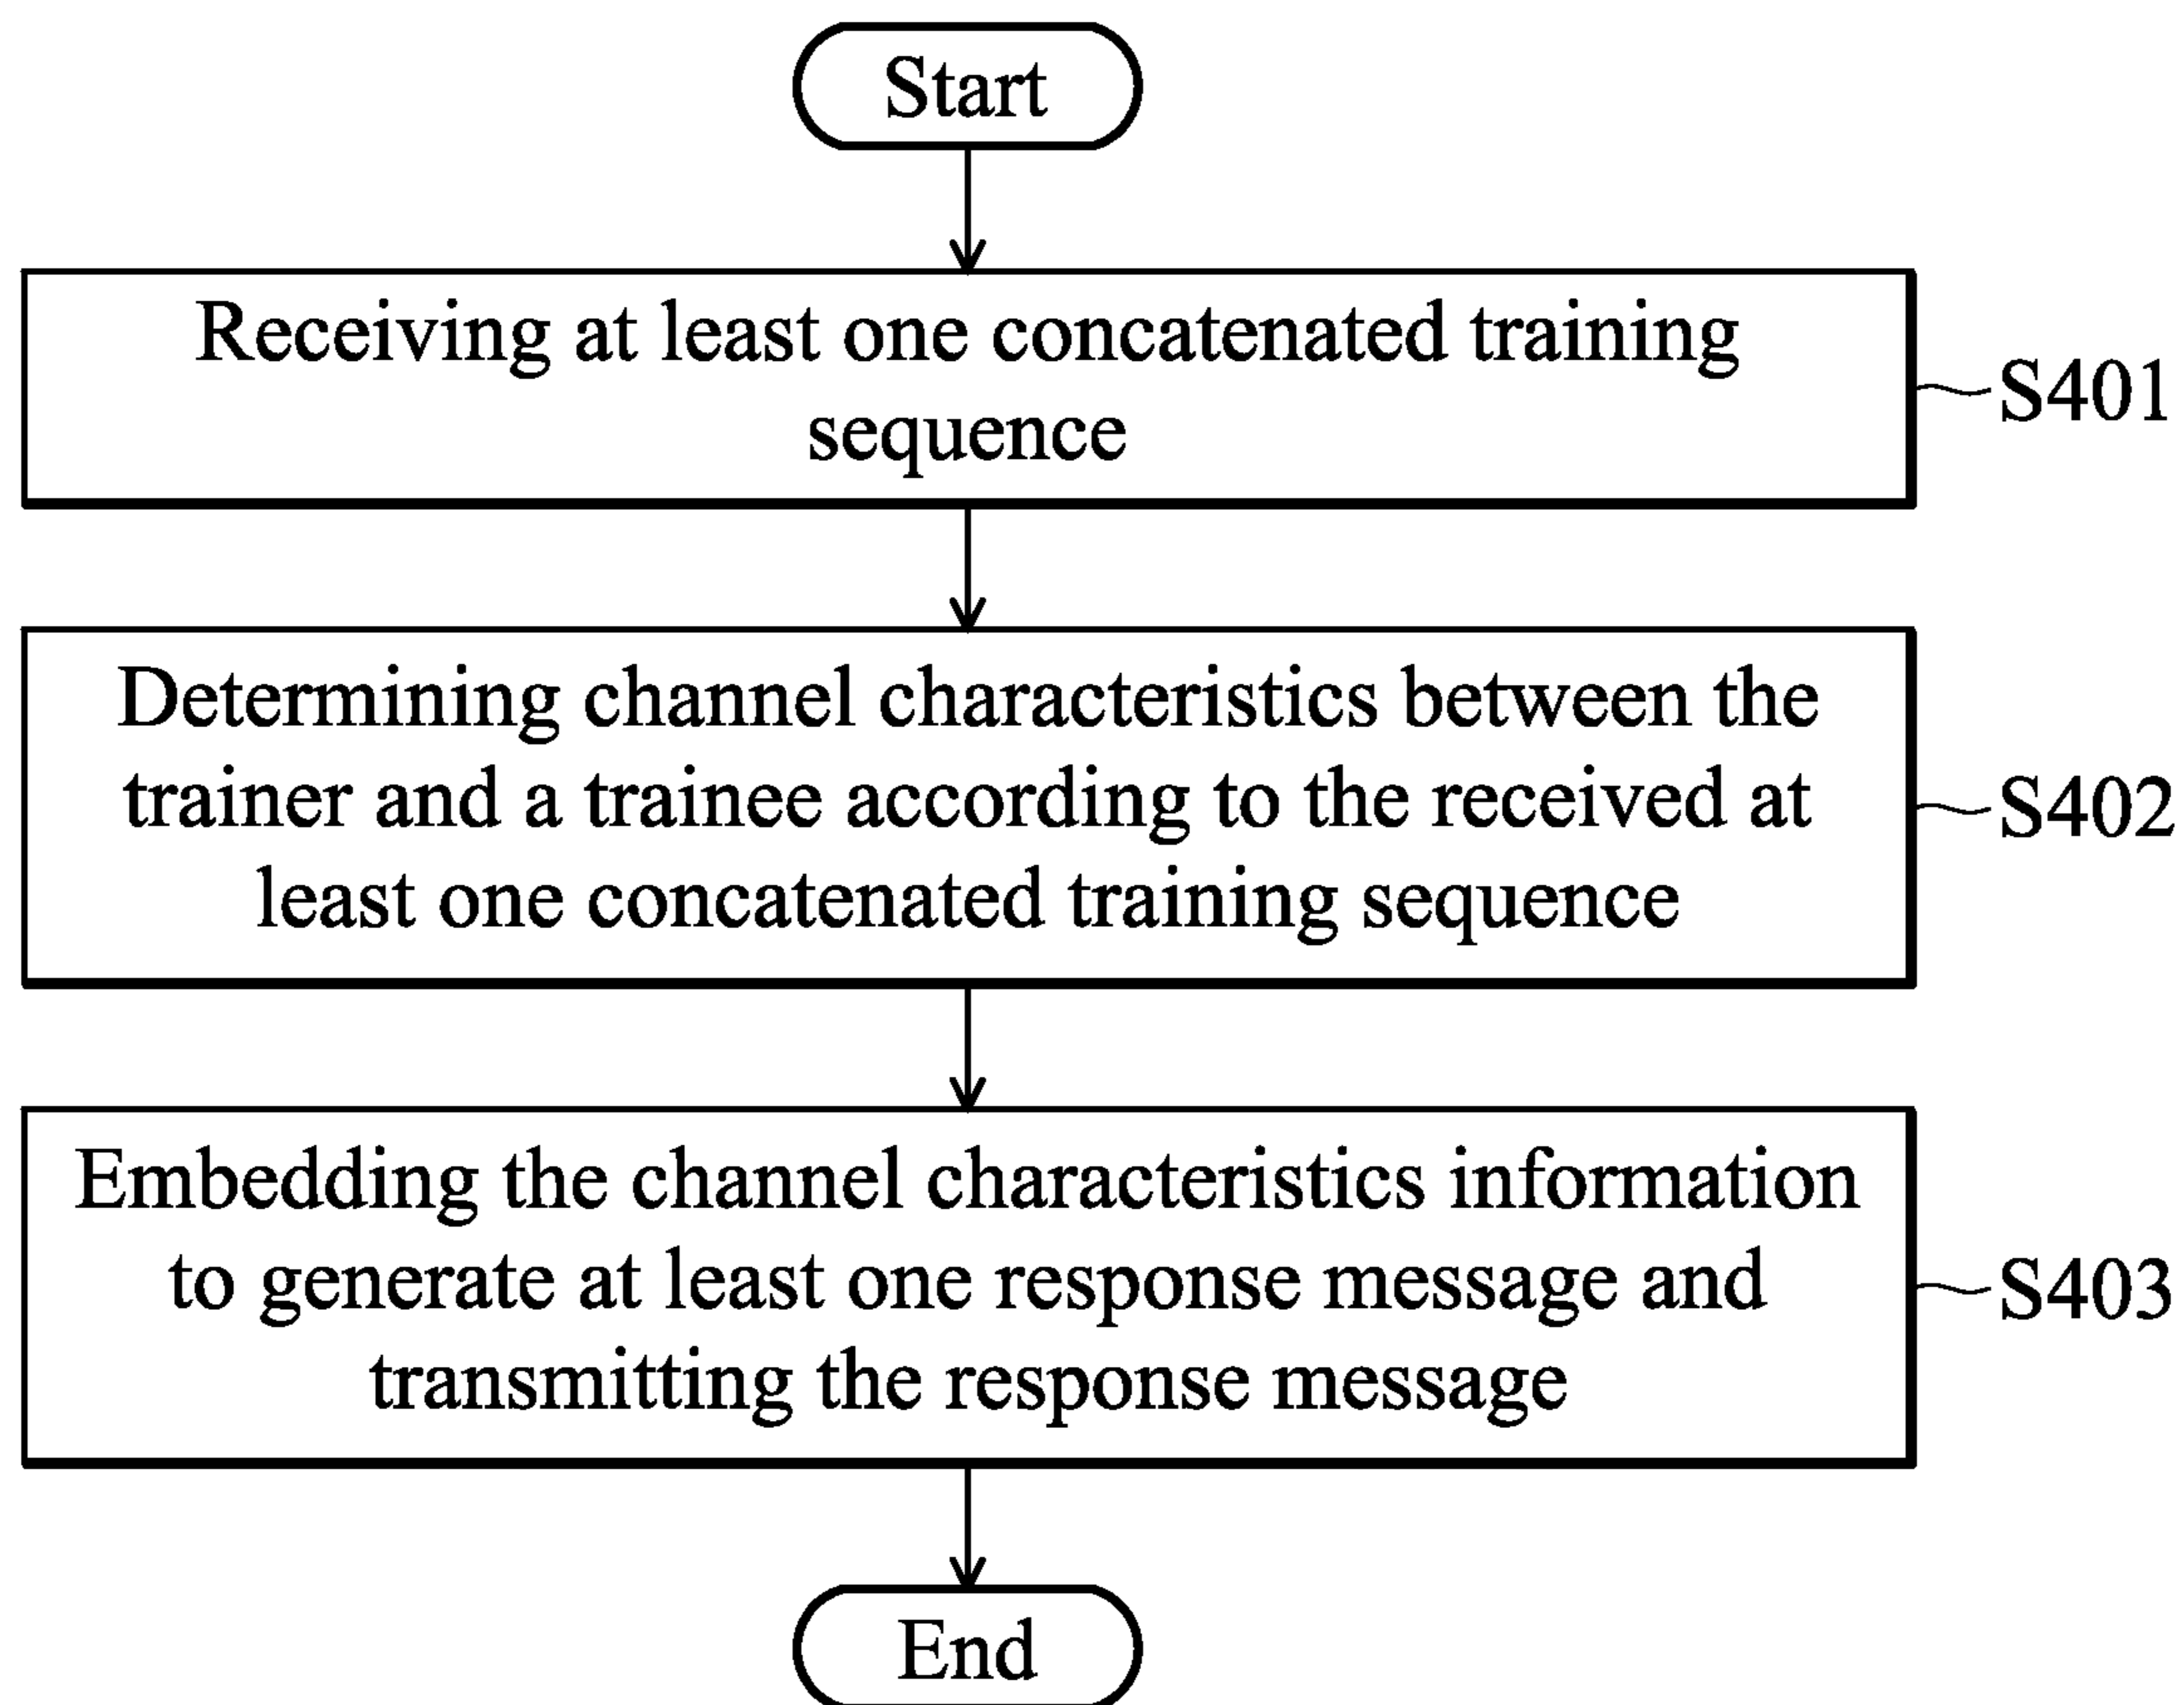 Start
Receiving at least one concatenated training
sequence
S401
Determining channel characteristics between the
trainer and a trainee according to the received at
least one concatenated training sequence
S402
Embedding the channel characteristics information
to generate at least one response message and
transmitting the response message
S403
End